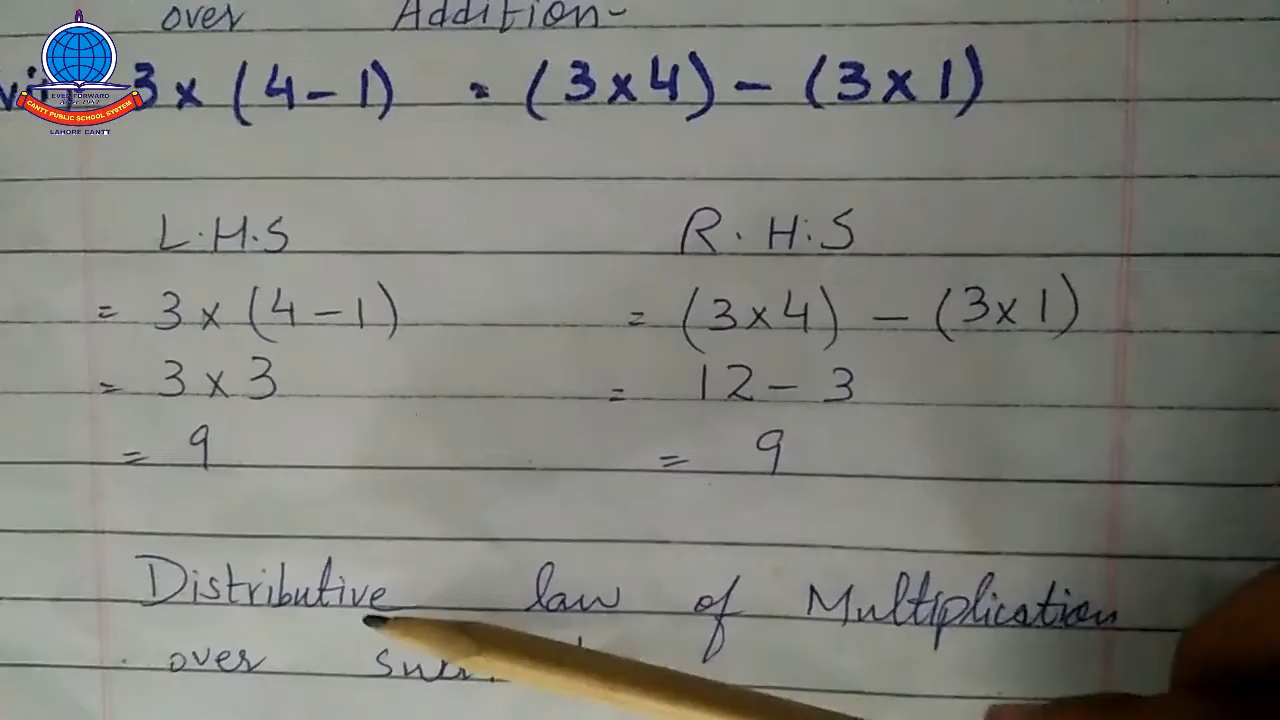 over Addition-
3 x (4 - 1) = (3 x 4) - (3 x 1)
EVER FORWARD
CANTT PUBLIC SCHOOL SYSTEM
LAHORE CANTT
L.H.S R.H.S
= 3 x (4 - 1) = (3 x 4) - (3 x 1)
= 3 x 3 = 12 - 3
= 9 = 9
Distributive law of Multiplication
over